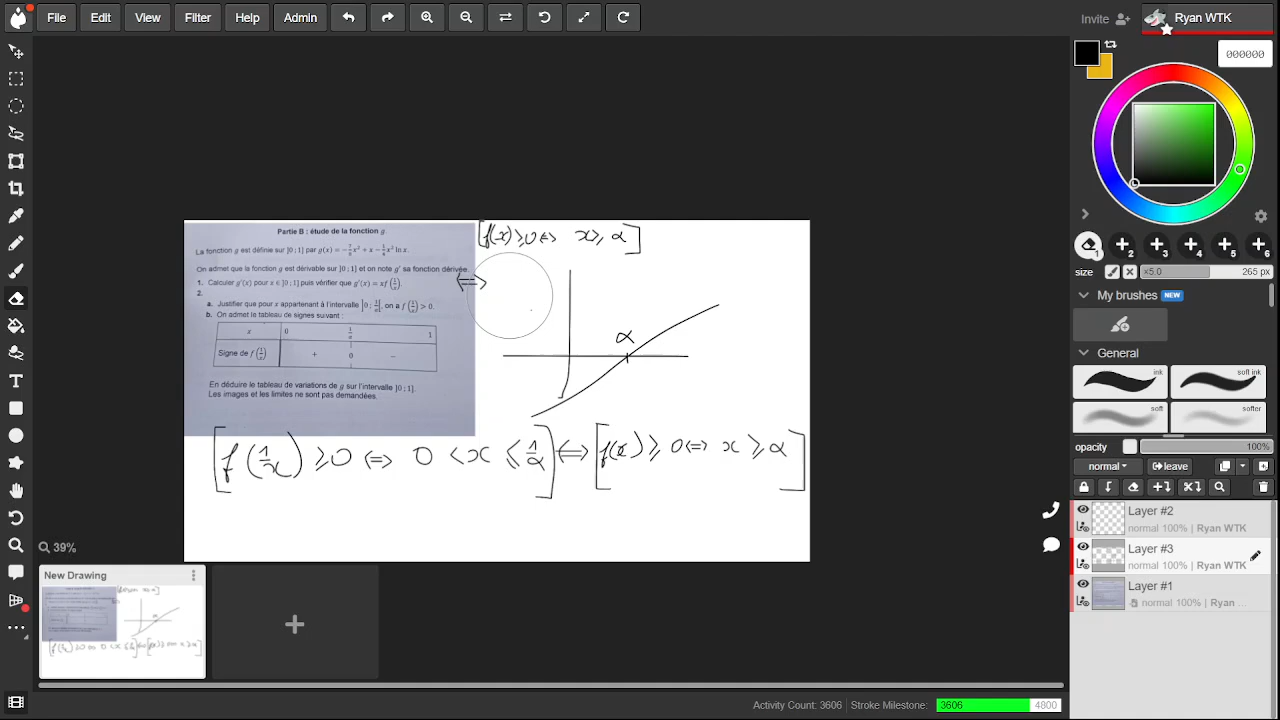 File Edit View Filter Help Admin
Invite Ryan WTK
000000
1 2 3 4 5 6
size x5.0 265 px
My brushes NEW
General
soft ink
soft
softer
opacity 100%
normal leave
Layer #2
normal 100% | Ryan WTK
Layer #3
normal 100% | Ryan WTK
Layer #1
normal 100% | Ryan ...
Partie B : étude de la fonction g.
La fonction g est définie sur ]0 ; 1] par g(x) = −7/8 x² + x − 1/4 x² ln x.
On admet que la fonction g est dérivable sur ]0 ; 1] et on note g' sa fonction dérivée.
1. Calculer g'(x) pour x ∈ ]0 ; 1] puis vérifier que g'(x) = xf(1/x).
2.
a. Justifier que pour x appartenant à l'intervalle ]0 ; 1/α[, on a f(1/x) > 0.
b. On admet le tableau de signes suivant :
x 0 1/α 1
Signe de f(1/x) + 0 −
En déduire le tableau de variations de g sur l'intervalle ]0 ; 1].
Les images et les limites ne sont pas demandées.
[f(x) ≥ 0 ⇔ x ≥ α]
⇔
α
[f(1/x) ≥ 0 ⇔ 0 < x ≤ 1/α] ⇔ [f(x) ≥ 0 ⇔ x ≥ α]
39%
New Drawing
Activity Count: 3606 Stroke Milestone: 3606 4800